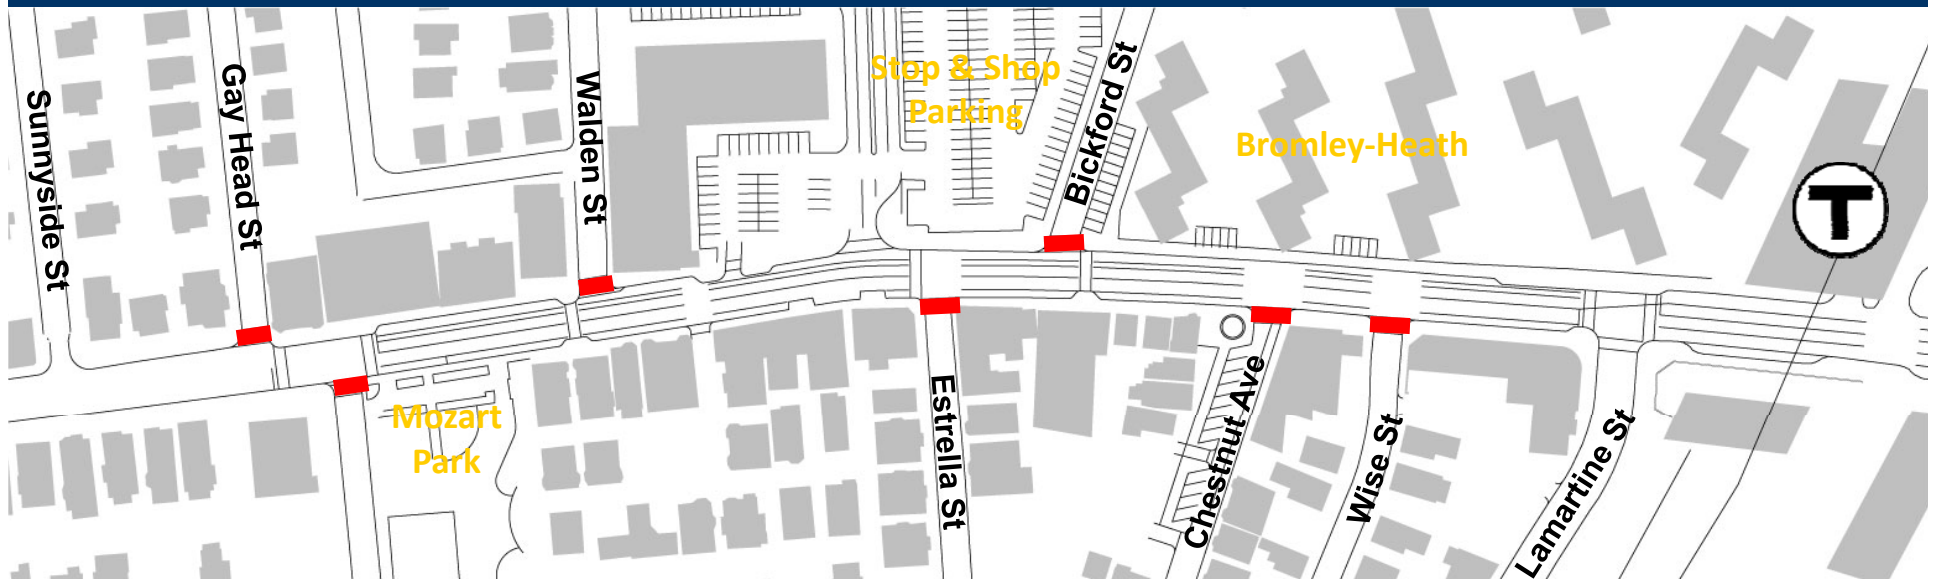 Sunnyside St
Gay Head St
Walden St
Stop & Shop
Parking
Bickford St
Bromley-Heath
T
Mozart
Park
Estrella St
Chestnut Ave
Wise St
Lamartine St